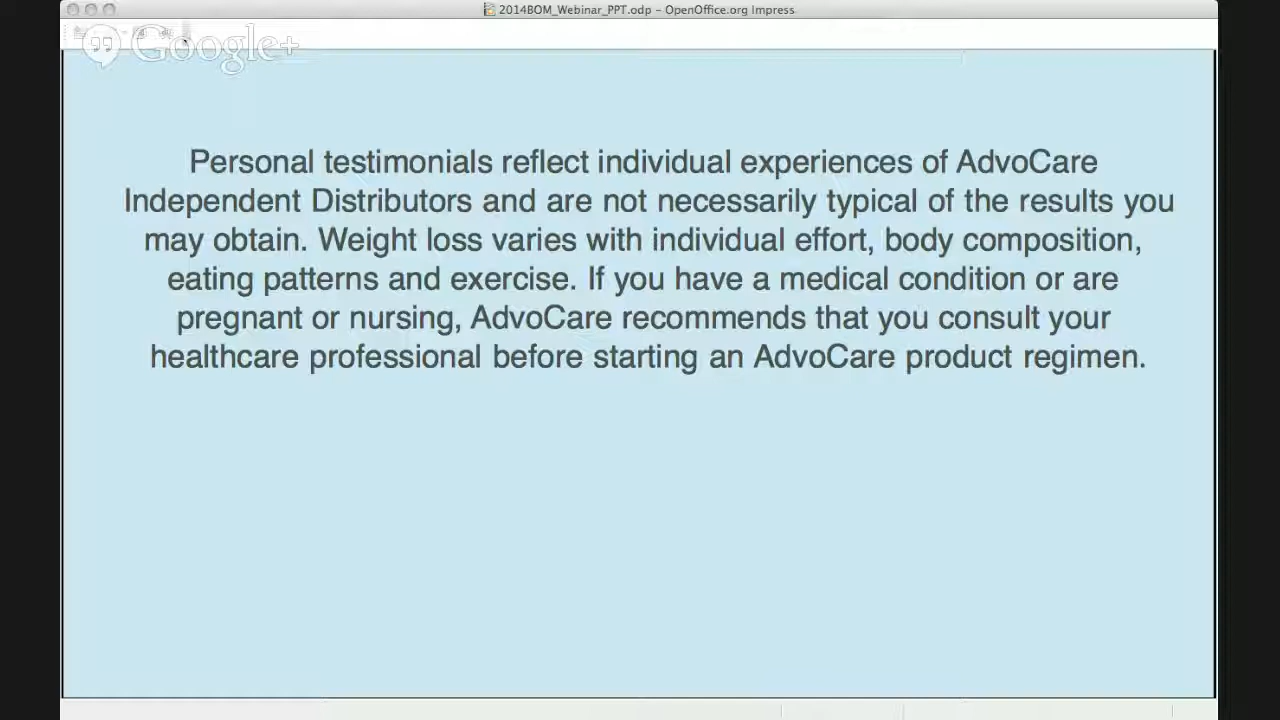 2014BOM_Webinar_PPT.odp – OpenOffice.org Impress
Google+
Personal testimonials reflect individual experiences of AdvoCare
Independent Distributors and are not necessarily typical of the results you
may obtain. Weight loss varies with individual effort, body composition,
eating patterns and exercise. If you have a medical condition or are
pregnant or nursing, AdvoCare recommends that you consult your
healthcare professional before starting an AdvoCare product regimen.